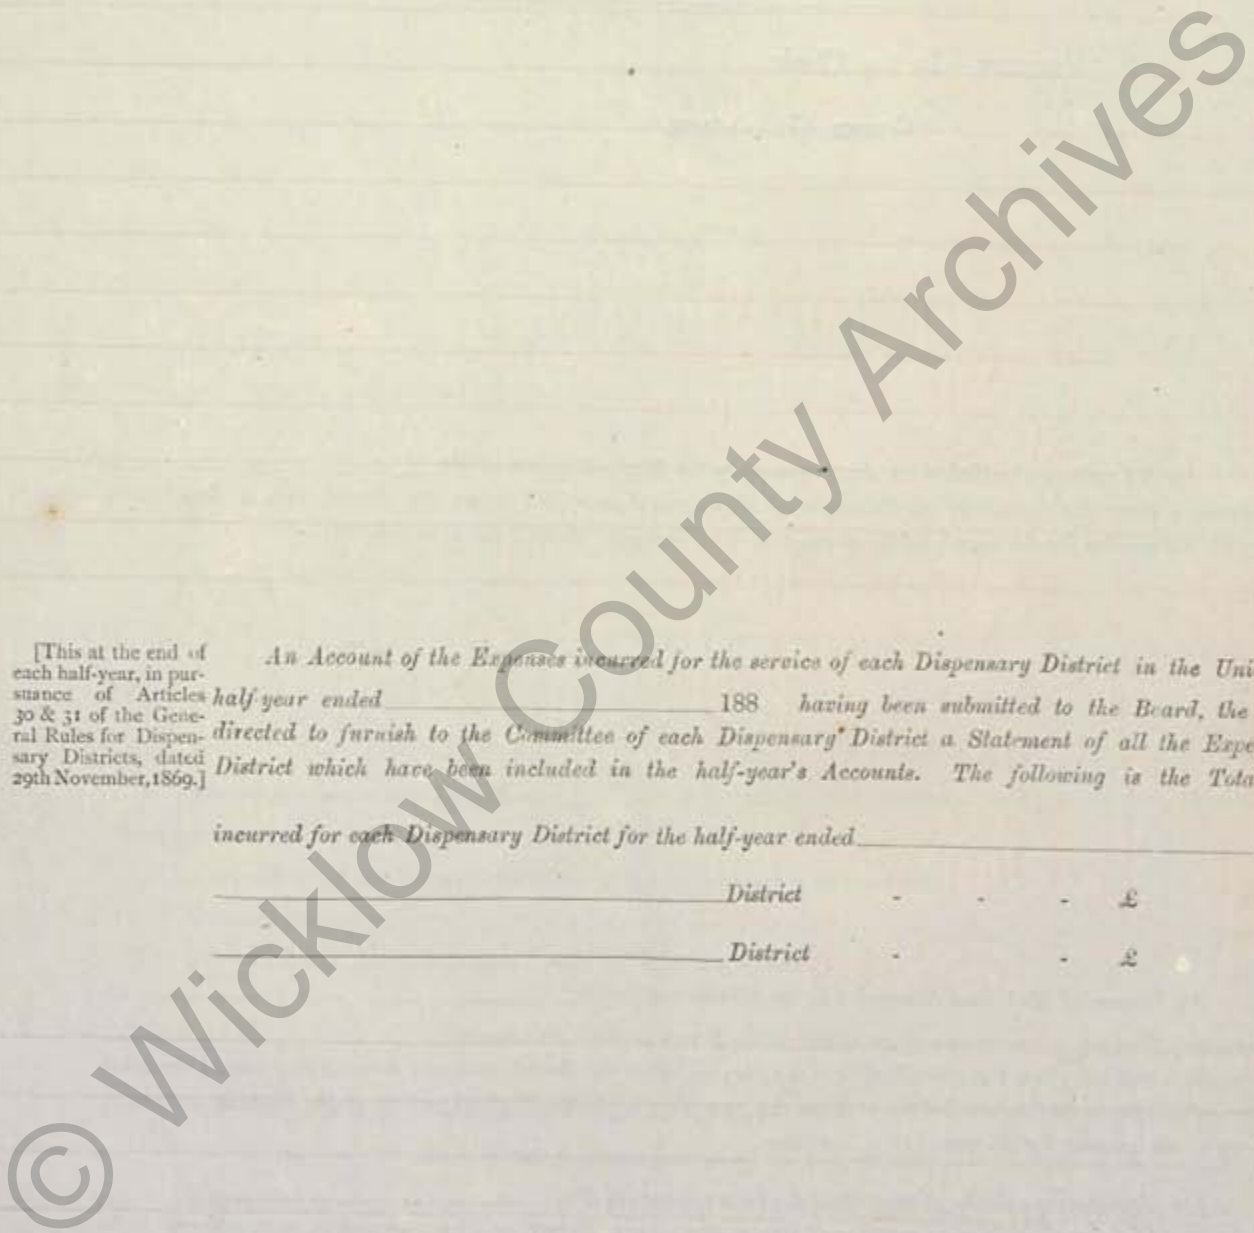 [This at the end of
each half-year, in pur-
suance of Articles
30 & 31 of the Gene-
ral Rules for Dispen-
sary Districts, dated
29th November, 1869.]
An Account of the Expenses incurred for the service of each Dispensary District in the Uni
half-year ended 188 having been submitted to the Board, the
directed to furnish to the Committee of each Dispensary District a Statement of all the Expe
District which have been included in the half-year's Accounts. The following is the Tota
incurred for each Dispensary District for the half-year ended
District - - - £
District - - £
© Wicklow County Archives